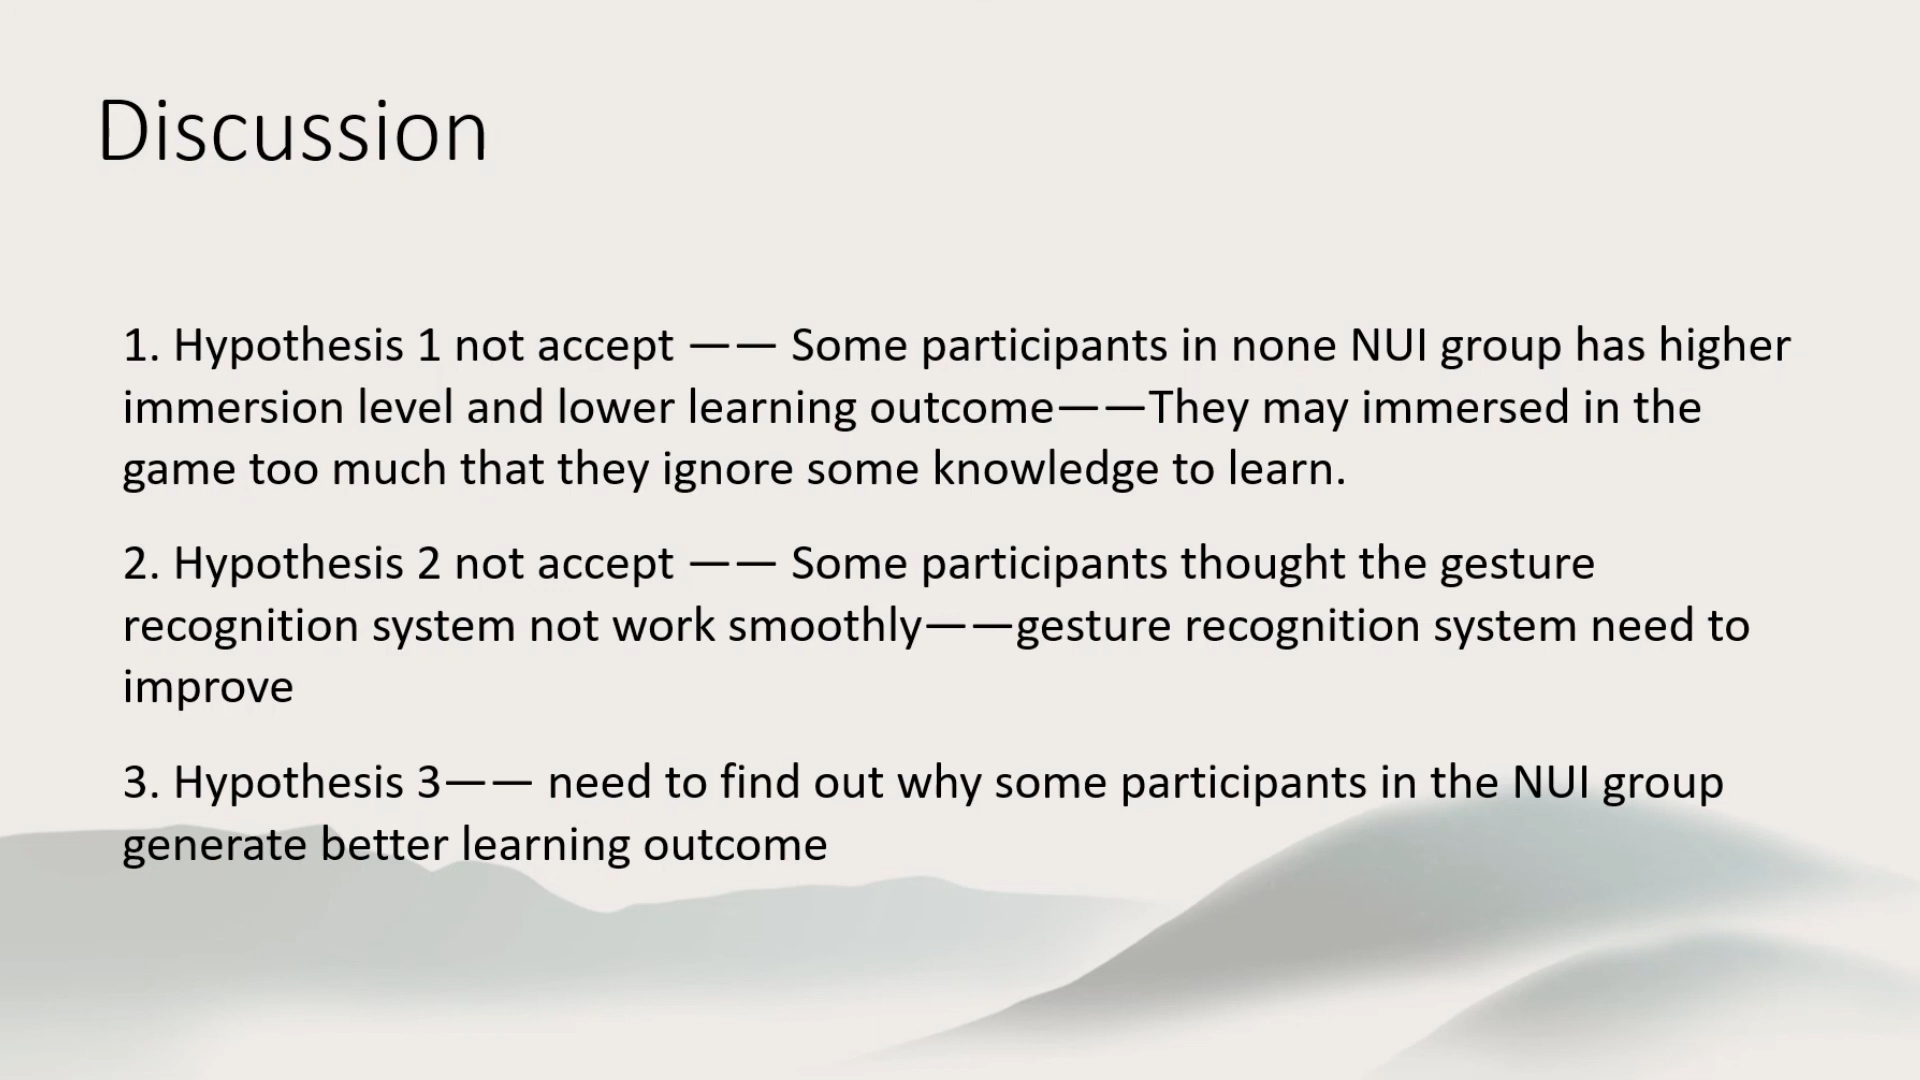 Discussion
1. Hypothesis 1 not accept —— Some participants in none NUI group has higher
immersion level and lower learning outcome——They may immersed in the
game too much that they ignore some knowledge to learn.
2. Hypothesis 2 not accept —— Some participants thought the gesture
recognition system not work smoothly——gesture recognition system need to
improve
3. Hypothesis 3—— need to find out why some participants in the NUI group
generate better learning outcome